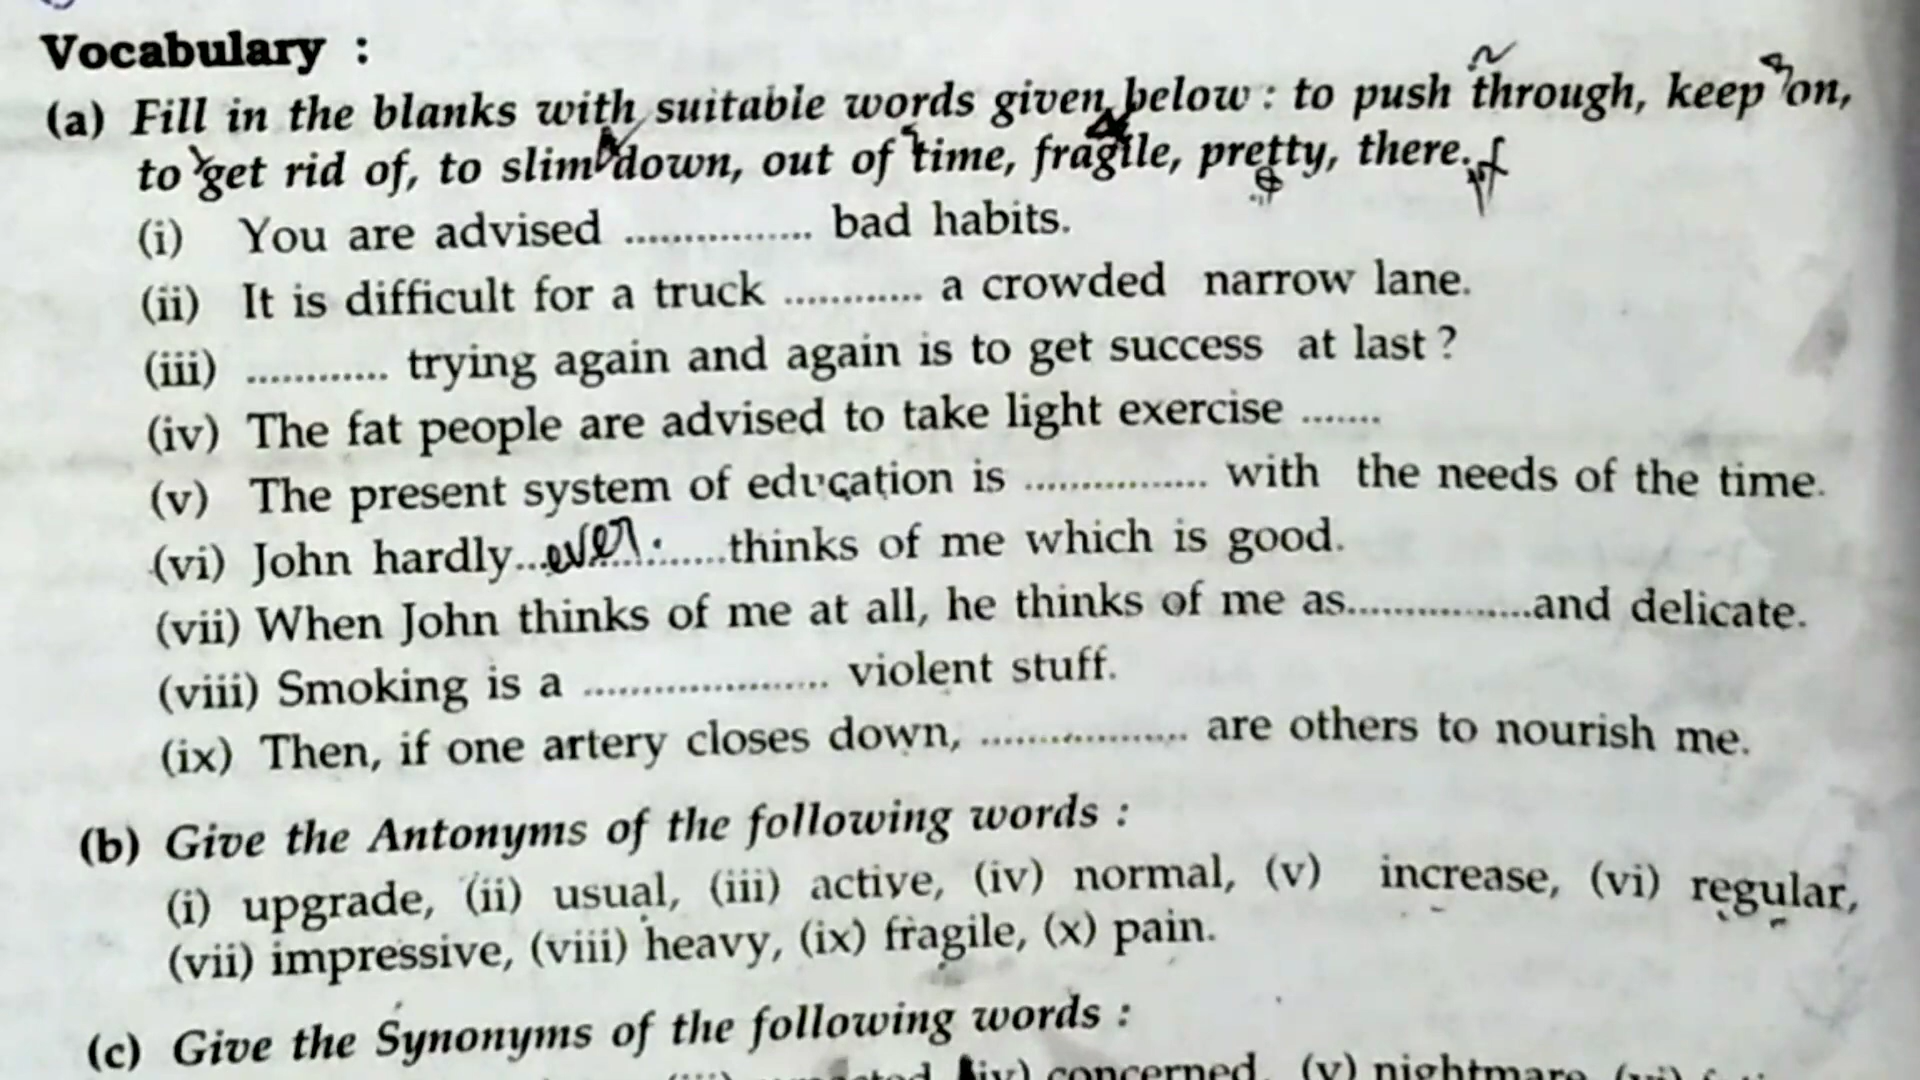 Vocabulary :
(a) Fill in the blanks with suitable words given below : to push through, keep on,
to get rid of, to slim down, out of time, fragile, pretty, there.
(i) You are advised ................ bad habits.
(ii) It is difficult for a truck ............ a crowded narrow lane.
(iii) ............ trying again and again is to get success at last ?
(iv) The fat people are advised to take light exercise .......
(v) The present system of education is ................ with the needs of the time.
(vi) John hardly...ever.......thinks of me which is good.
(vii) When John thinks of me at all, he thinks of me as................and delicate.
(viii) Smoking is a ..................... violent stuff.
(ix) Then, if one artery closes down, .................. are others to nourish me.
(b) Give the Antonyms of the following words :
(i) upgrade, (ii) usual, (iii) active, (iv) normal, (v) increase, (vi) regular,
(vii) impressive, (viii) heavy, (ix) fragile, (x) pain.
(c) Give the Synonyms of the following words :
(iv) concerned, (v) nightmare,